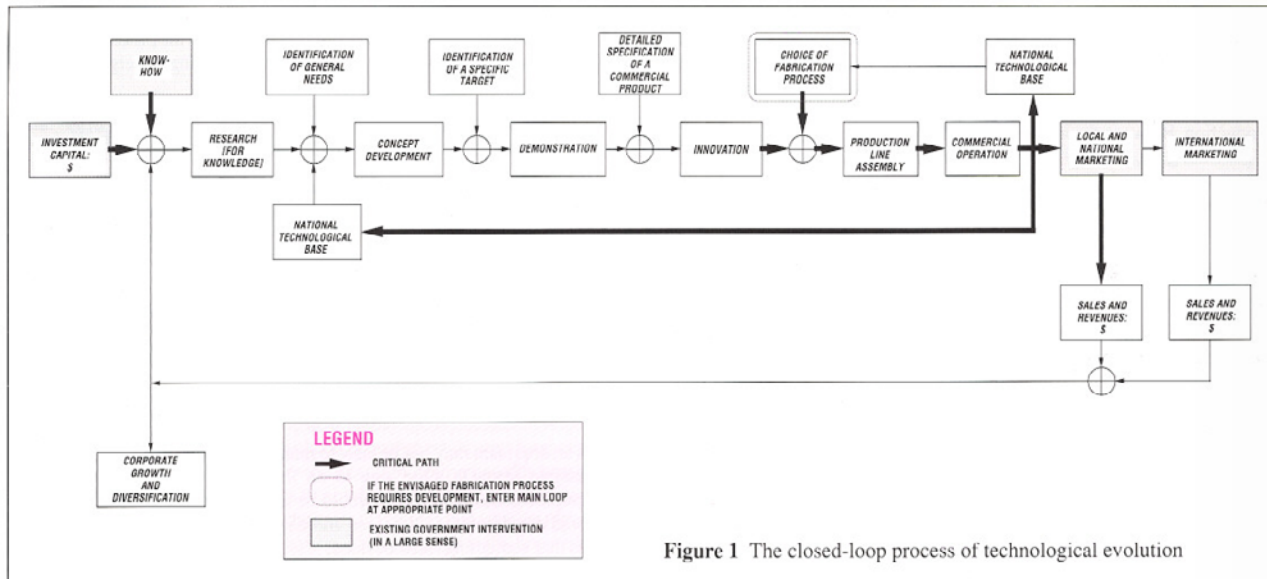 KNOW-
HOW
IDENTIFICATION
OF GENERAL
NEEDS
IDENTIFICATION
OF A SPECIFIC
TARGET
DETAILED
SPECIFICATION
OF A
COMMERCIAL
PRODUCT
CHOICE OF
FABRICATION
PROCESS
NATIONAL
TECHNOLOGICAL
BASE
INVESTMENT
CAPITAL:
$
RESEARCH
[FOR
KNOWLEDGE]
CONCEPT
DEVELOPMENT
DEMONSTRATION
INNOVATION
PRODUCTION
LINE
ASSEMBLY
COMMERCIAL
OPERATION
LOCAL AND
NATIONAL
MARKETING
INTERNATIONAL
MARKETING
NATIONAL
TECHNOLOGICAL
BASE
SALES AND
REVENUES:
$
SALES AND
REVENUES:
$
CORPORATE
GROWTH
AND
DIVERSIFICATION
LEGEND
CRITICAL PATH
IF THE ENVISAGED FABRICATION PROCESS
REQUIRES DEVELOPMENT, ENTER MAIN LOOP
AT APPROPRIATE POINT
EXISTING GOVERNMENT INTERVENTION
(IN A LARGE SENSE)
Figure 1 The closed-loop process of technological evolution